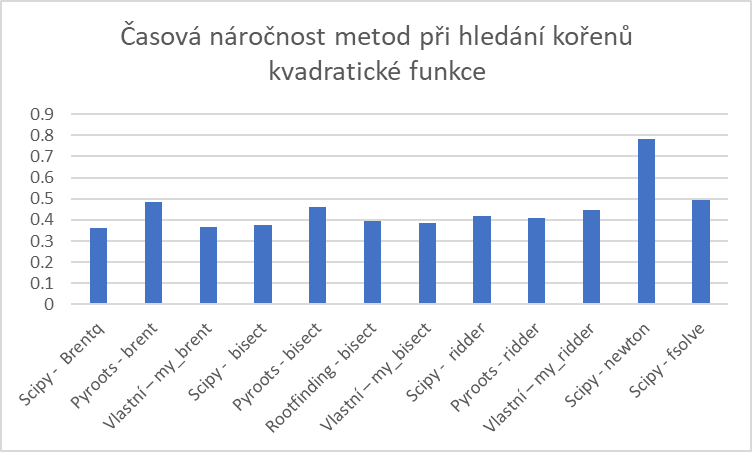 Časová náročnost metod při hledání kořenů
kvadratické funkce
0.9
0.8
0.7
0.6
0.5
0.4
0.3
0.2
0.1
0
Scipy - Brentq
Pyroots - brent
Vlastní – my_brent
Scipy - bisect
Pyroots - bisect
Rootfinding - bisect
Vlastní – my_bisect
Scipy - ridder
Pyroots - ridder
Vlastní – my_ridder
Scipy - newton
Scipy - fsolve